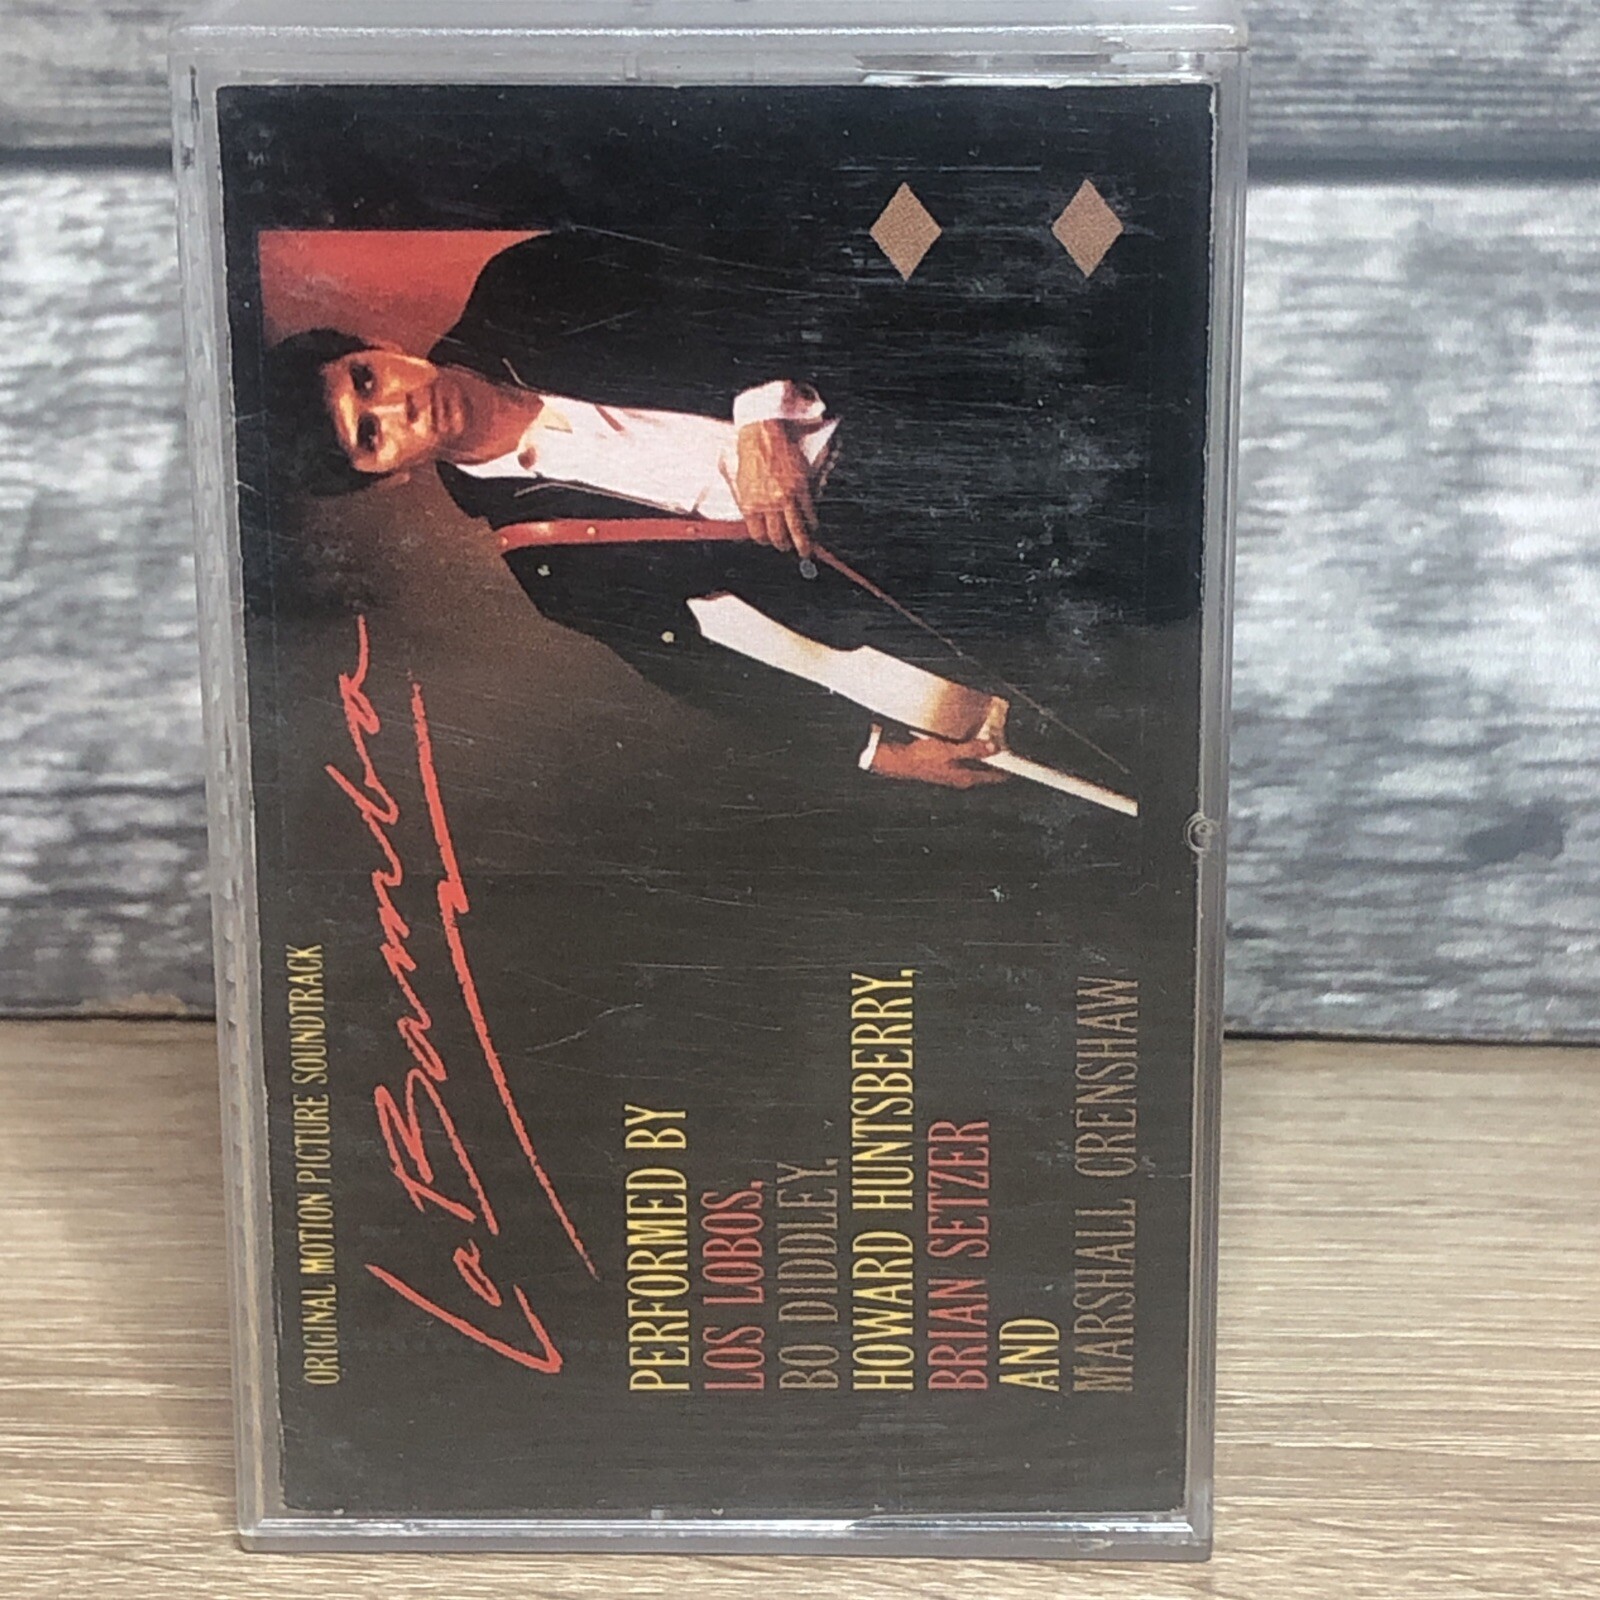 ORIGINAL MOTION PICTURE SOUNDTRACK
La Bamba
PERFORMED BY
LOS LOBOS,
BO DIDDLEY,
HOWARD HUNTSBERRY,
BRIAN SETZER
AND
MARSHALL CRENSHAW